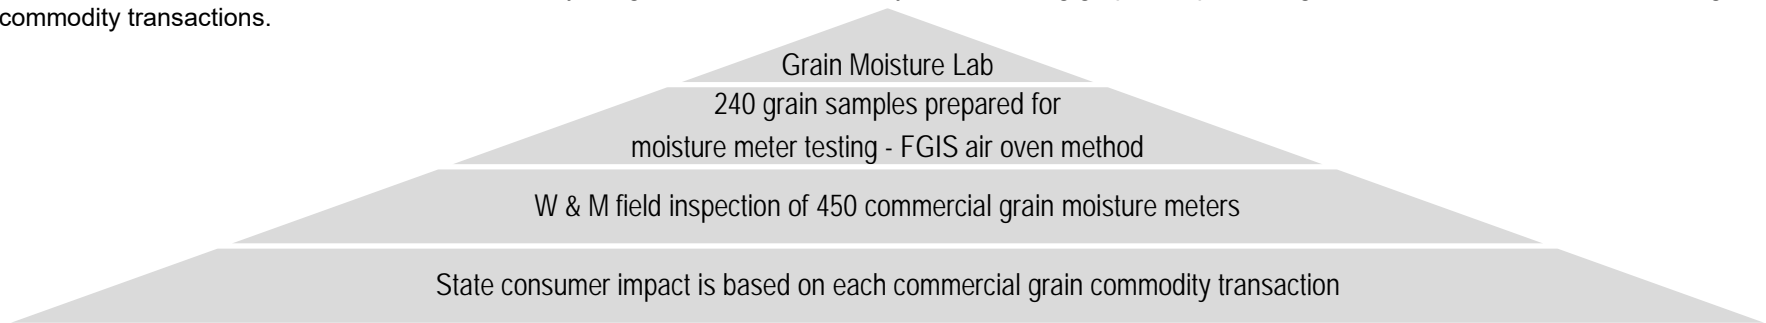 commodity transactions.
Grain Moisture Lab
240 grain samples prepared for
moisture meter testing - FGIS air oven method
W & M field inspection of 450 commercial grain moisture meters
State consumer impact is based on each commercial grain commodity transaction